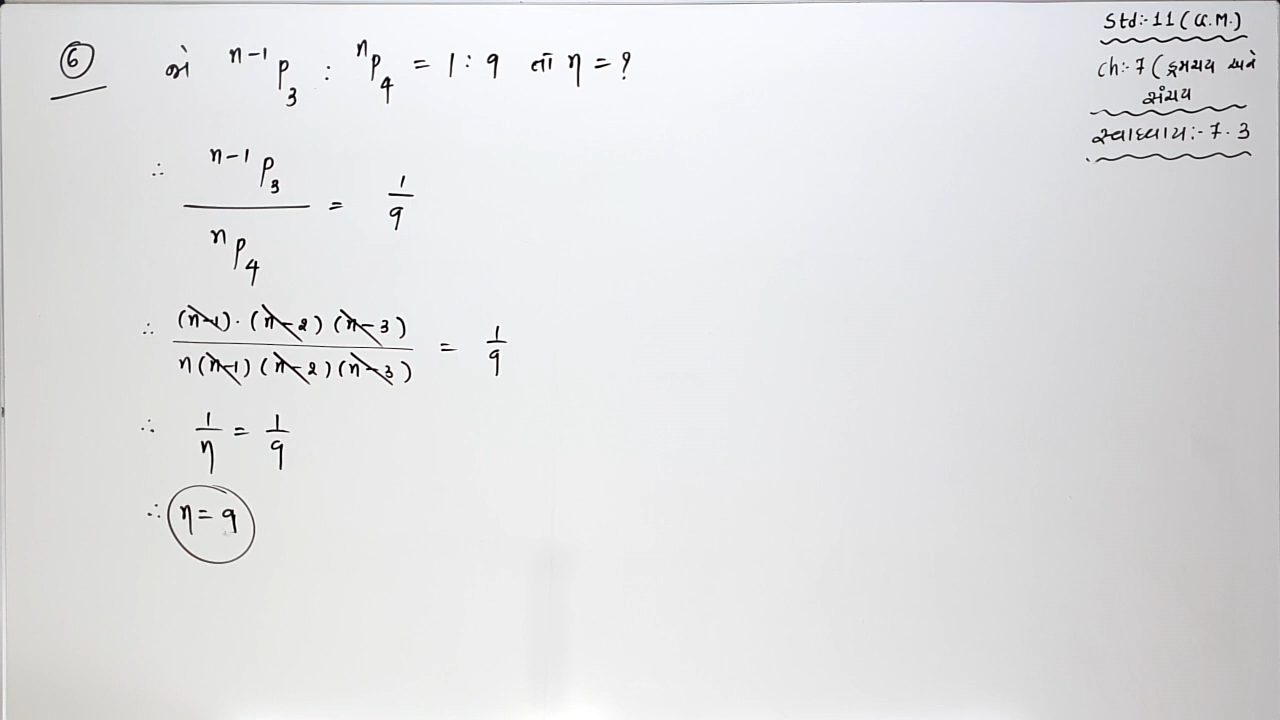 Std:-11 (G.M.)
ch:-7 (ક્રમચય અને
સંચય
સ્વાધ્યાય:- 7.3
⑥ જો ⁿ⁻¹P₃ : ⁿP₄ = 1 : 9 તો n = ?
∴ ⁿ⁻¹P₃ / ⁿP₄ = 1/9
∴ (n-1).(n-2)(n-3) / n(n-1)(n-2)(n-3) = 1/9
∴ 1/n = 1/9
∴ n = 9